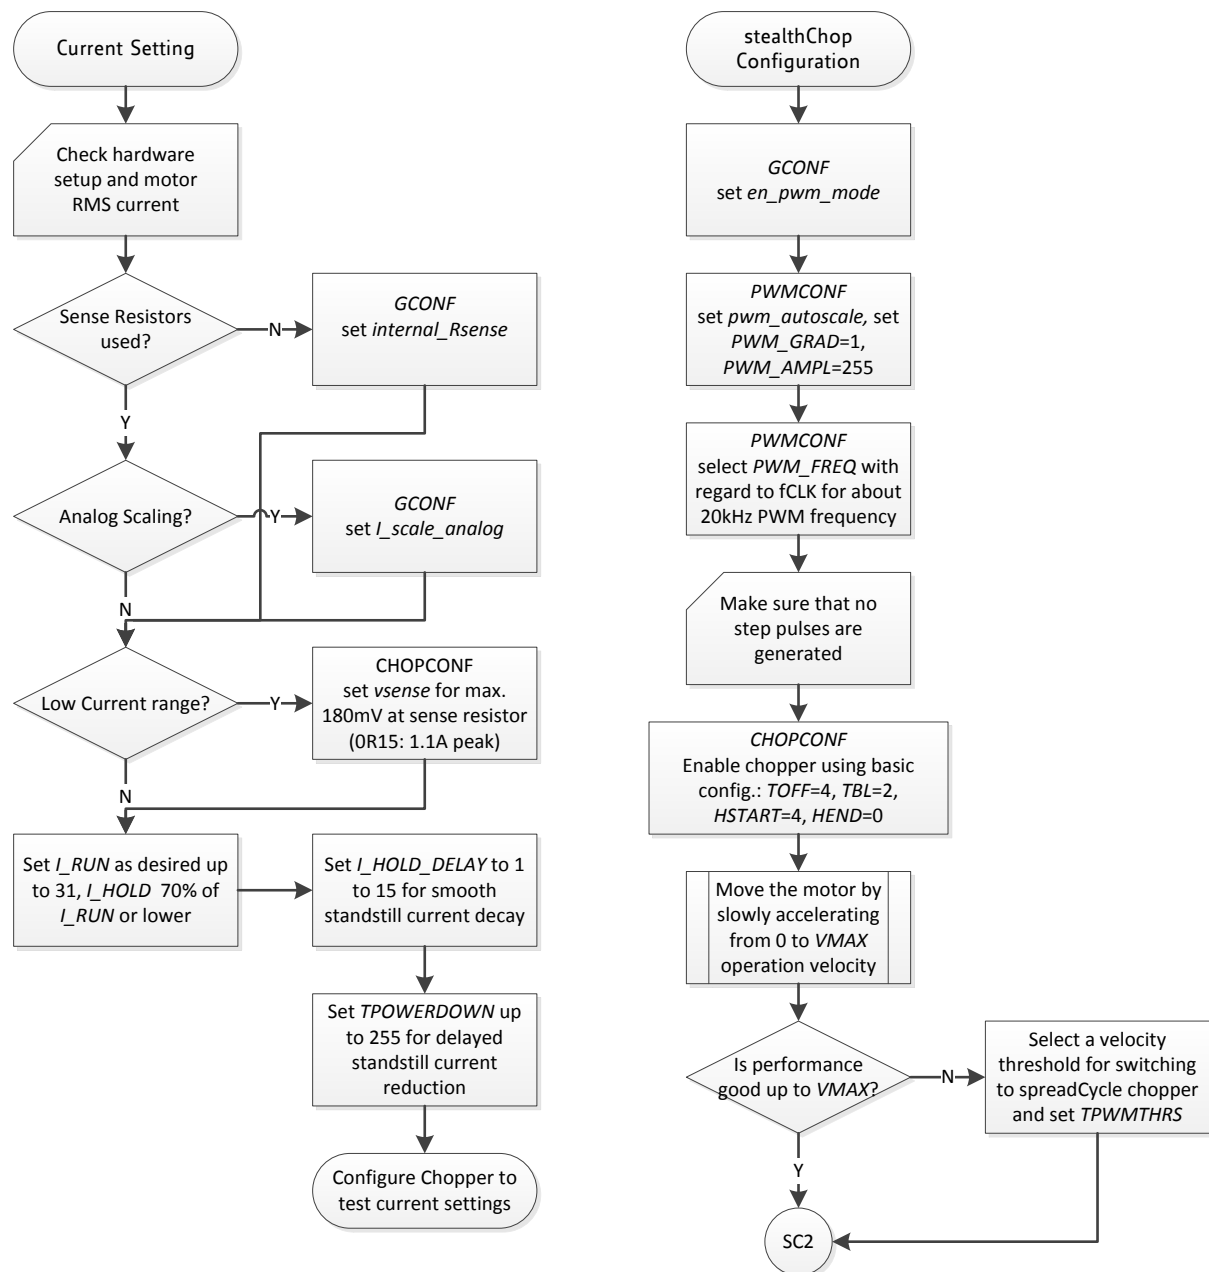 Current Setting
Check hardware
setup and motor
RMS current
Sense Resistors
used?
N
GCONF
set internal_Rsense
Y
Analog Scaling?
Y
GCONF
set I_scale_analog
N
Low Current range?
Y
CHOPCONF
set vsense for max.
180mV at sense resistor
(0R15: 1.1A peak)
N
Set I_RUN as desired up
to 31, I_HOLD 70% of
I_RUN or lower
Set I_HOLD_DELAY to 1
to 15 for smooth
standstill current decay
Set TPOWERDOWN up
to 255 for delayed
standstill current
reduction
Configure Chopper to
test current settings
stealthChop
Configuration
GCONF
set en_pwm_mode
PWMCONF
set pwm_autoscale, set
PWM_GRAD=1,
PWM_AMPL=255
PWMCONF
select PWM_FREQ with
regard to fCLK for about
20kHz PWM frequency
Make sure that no
step pulses are
generated
CHOPCONF
Enable chopper using basic
config.: TOFF=4, TBL=2,
HSTART=4, HEND=0
Move the motor by
slowly accelerating
from 0 to VMAX
operation velocity
Is performance
good up to VMAX?
N
Select a velocity
threshold for switching
to spreadCycle chopper
and set TPWMTHRS
Y
SC2